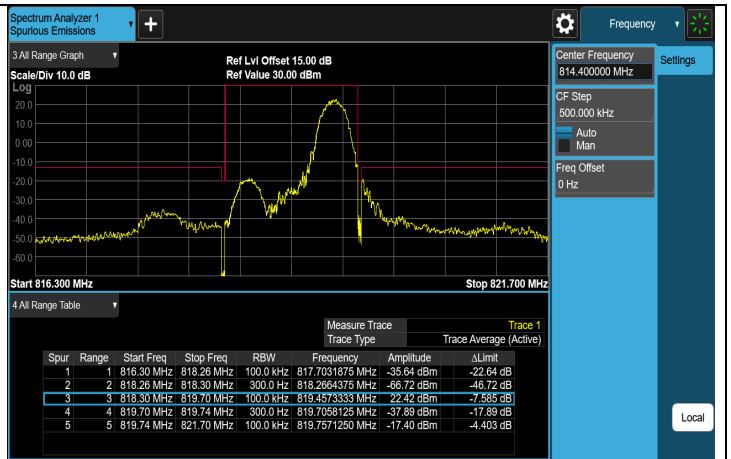 Spectrum Analyzer 1
Spurious Emissions
Frequency
3 All Range Graph
Ref Lvl Offset 15.00 dB
Scale/Div 10.0 dB
Ref Value 30.00 dBm
Log
20.0
10.0
0.00
-10.0
-20.0
-30.0
-40.0
-50.0
-60.0
Start 816.300 MHz
Stop 821.700 MHz
4 All Range Table
Measure Trace Trace 1
Trace Type Trace Average (Active)
Spur Range Start Freq Stop Freq RBW Frequency Amplitude ΔLimit
1 1 816.30 MHz 818.26 MHz 100.0 kHz 817.7031875 MHz -35.64 dBm -22.64 dB
2 2 818.26 MHz 818.30 MHz 300.0 Hz 818.2664375 MHz -66.72 dBm -46.72 dB
3 3 818.30 MHz 819.70 MHz 100.0 kHz 819.4573333 MHz 22.42 dBm -7.585 dB
4 4 819.70 MHz 819.74 MHz 300.0 Hz 819.7058125 MHz -37.89 dBm -17.89 dB
5 5 819.74 MHz 821.70 MHz 100.0 kHz 819.7571250 MHz -17.40 dBm -4.403 dB
Center Frequency
814.400000 MHz
Settings
CF Step
500.000 kHz
Auto
Man
Freq Offset
0 Hz
Local